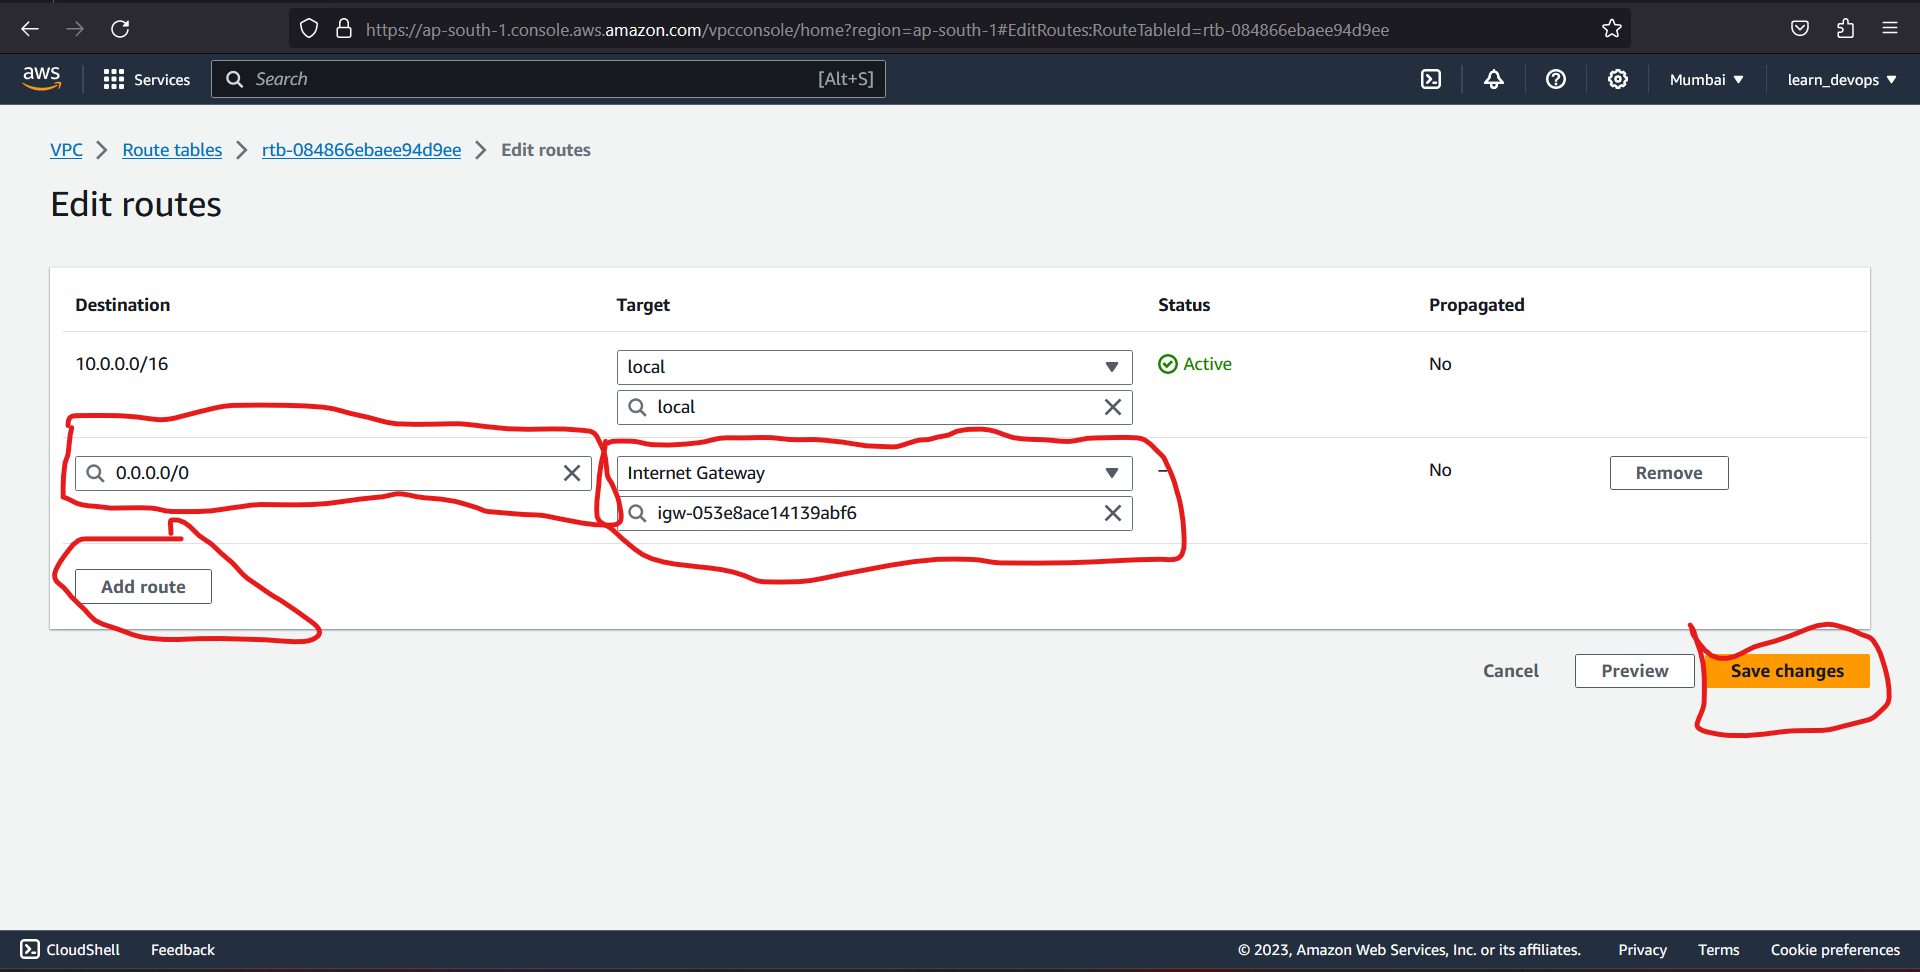 https://ap-south-1.console.aws.amazon.com/vpcconsole/home?region=ap-south-1#EditRoutes:RouteTableId=rtb-084866ebaee94d9ee
aws Services Search [Alt+S] Mumbai learn_devops
VPC Route tables rtb-084866ebaee94d9ee Edit routes
Edit routes
Destination Target Status Propagated
10.0.0.0/16 local Active No
local
0.0.0.0/0 Internet Gateway – No Remove
igw-053e8ace14139abf6
Add route
Cancel Preview Save changes
CloudShell Feedback © 2023, Amazon Web Services, Inc. or its affiliates. Privacy Terms Cookie preferences